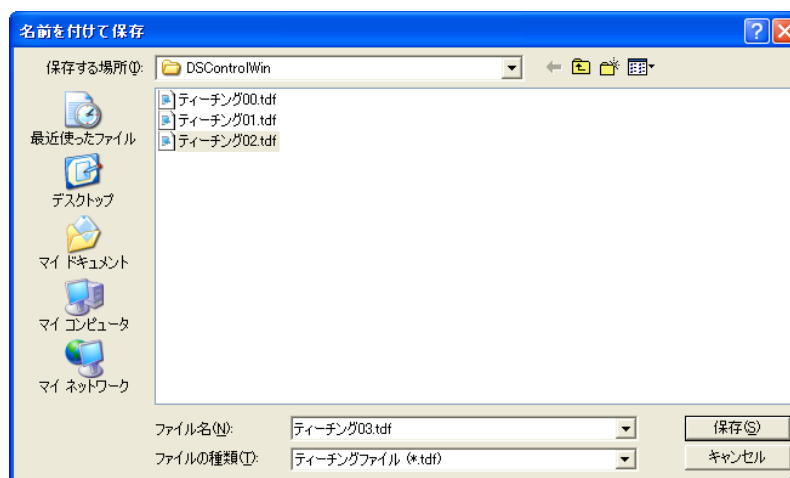 名前を付けて保存
保存する場所(I):
DSControlWin
ティーチング00.tdf
ティーチング01.tdf
ティーチング02.tdf
最近使ったファイル
デスクトップ
マイ ドキュメント
マイ コンピュータ
マイ ネットワーク
ファイル名(N):
ティーチング03.tdf
保存(S)
ファイルの種類(T):
ティーチングファイル (*.tdf)
キャンセル